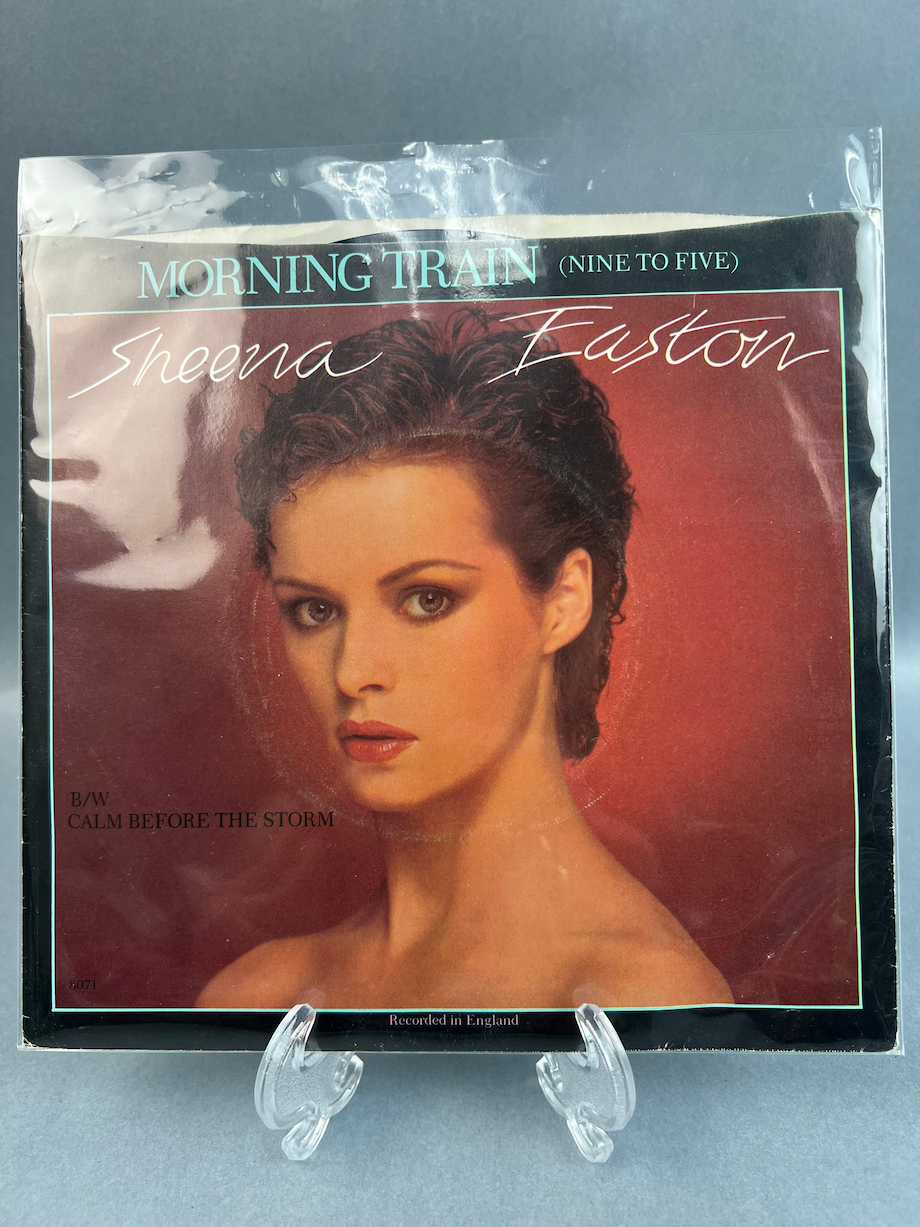 MORNING TRAIN (NINE TO FIVE)
Sheena Easton
B/W
CALM BEFORE THE STORM
8071
Recorded in England